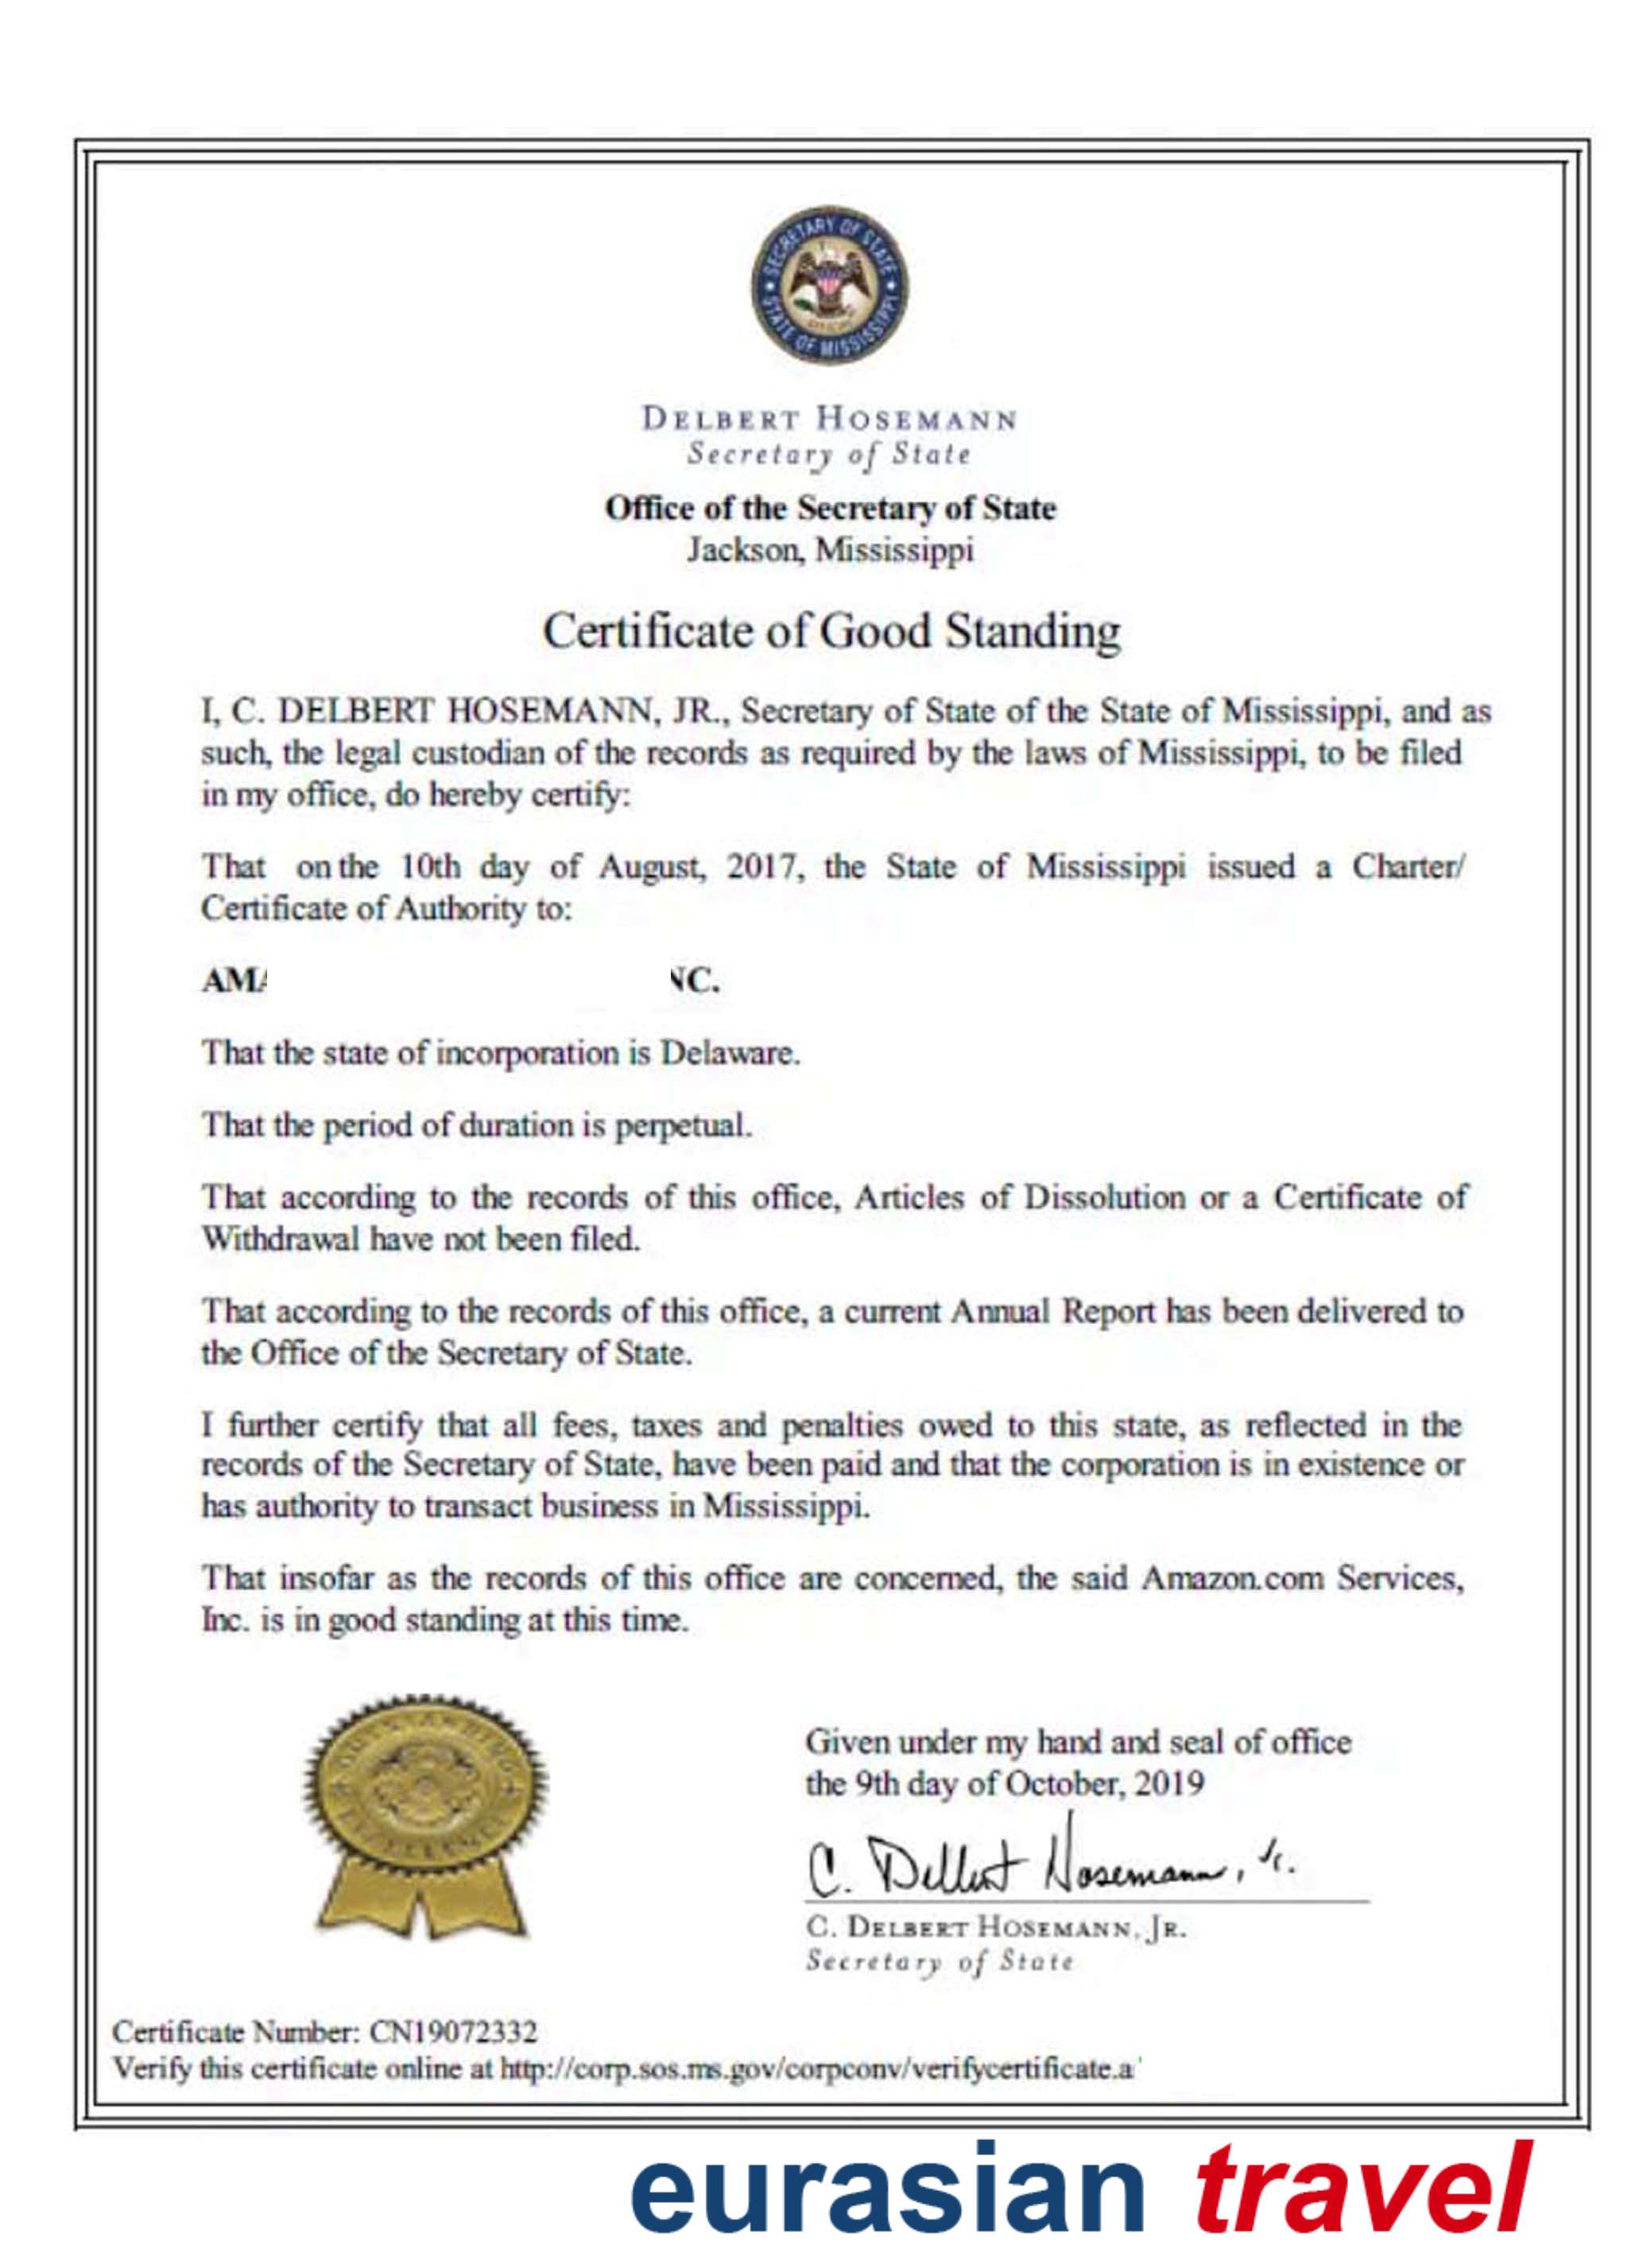 SECRETARY OF STATE
STATE OF MISSISSIPPI
DELBERT HOSEMANN
Secretary of State
Office of the Secretary of State
Jackson, Mississippi
Certificate of Good Standing
I, C. DELBERT HOSEMANN, JR., Secretary of State of the State of Mississippi, and as
such, the legal custodian of the records as required by the laws of Mississippi, to be filed
in my office, do hereby certify:
That on the 10th day of August, 2017, the State of Mississippi issued a Charter/
Certificate of Authority to:
AMA NC.
That the state of incorporation is Delaware.
That the period of duration is perpetual.
That according to the records of this office, Articles of Dissolution or a Certificate of
Withdrawal have not been filed.
That according to the records of this office, a current Annual Report has been delivered to
the Office of the Secretary of State.
I further certify that all fees, taxes and penalties owed to this state, as reflected in the
records of the Secretary of State, have been paid and that the corporation is in existence or
has authority to transact business in Mississippi.
That insofar as the records of this office are concerned, the said Amazon.com Services,
Inc. is in good standing at this time.
Given under my hand and seal of office
the 9th day of October, 2019
C. Delbert Hosemann, Jr.
C. DELBERT HOSEMANN, JR.
Secretary of State
Certificate Number: CN19072332
Verify this certificate online at http://corp.sos.ms.gov/corpconv/verifycertificate.a
eurasian travel